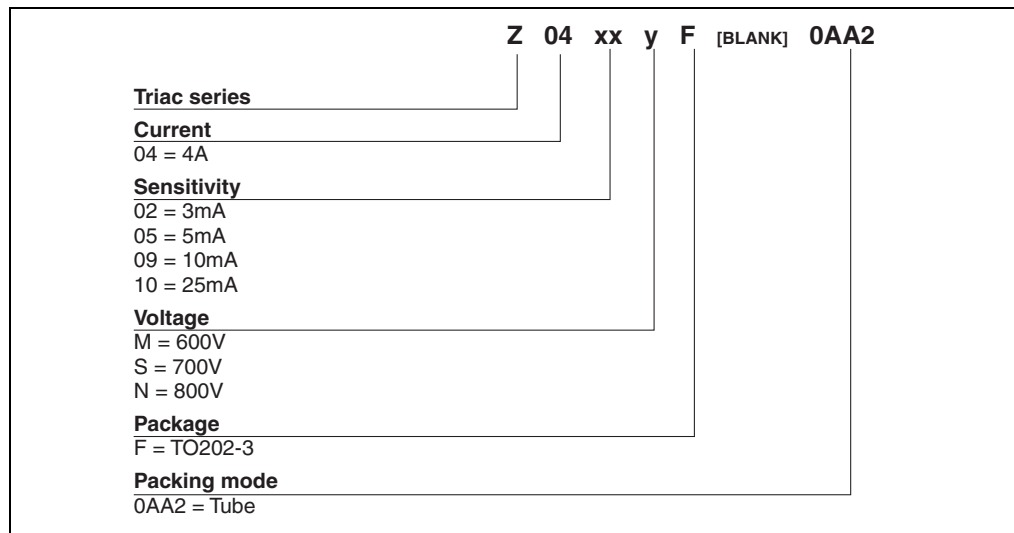 Z 04 xx y F [BLANK] 0AA2
Triac series
Current
04 = 4A
Sensitivity
02 = 3mA
05 = 5mA
09 = 10mA
10 = 25mA
Voltage
M = 600V
S = 700V
N = 800V
Package
F = TO202-3
Packing mode
0AA2 = Tube